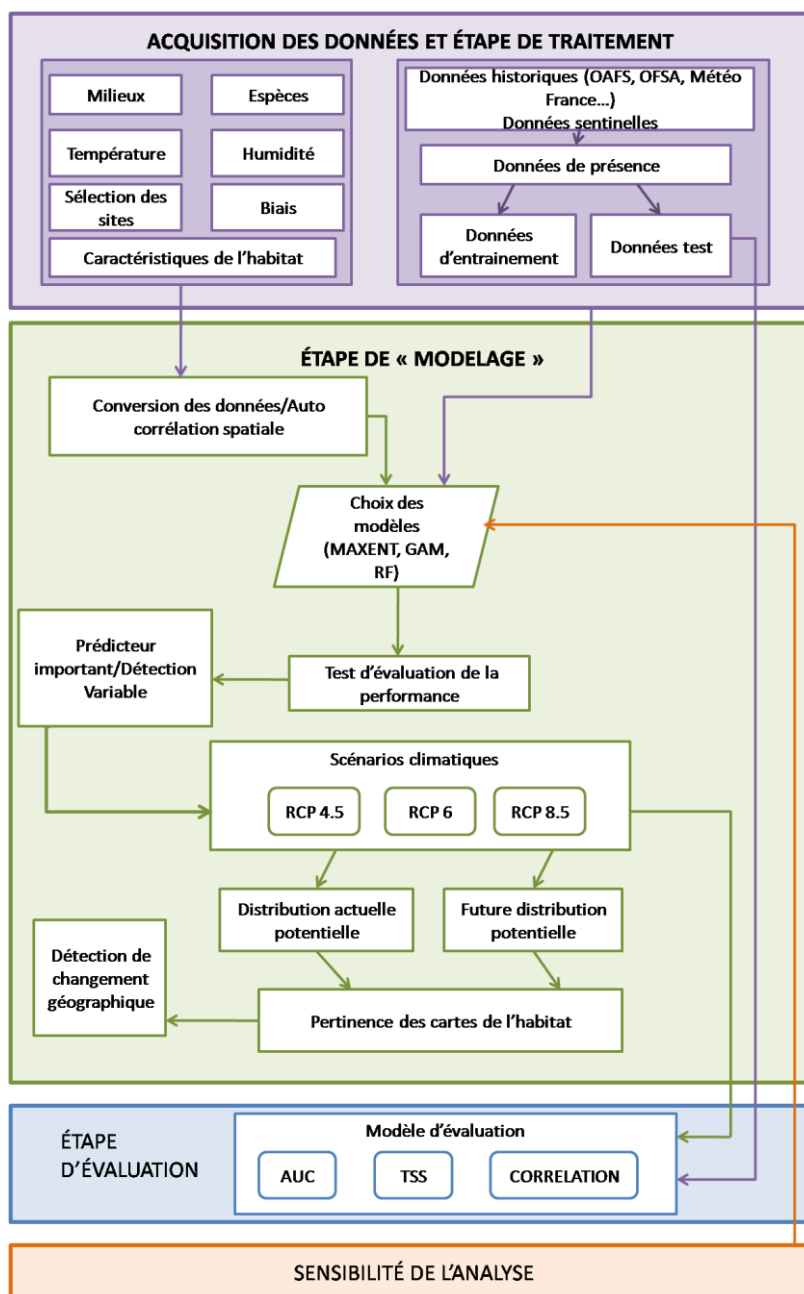 ACQUISITION DES DONNÉES ET ÉTAPE DE TRAITEMENT
Milieux
Espèces
Température
Humidité
Sélection des
sites
Biais
Caractéristiques de l'habitat
Données historiques (OAFS, OFSA, Météo
France...)
Données sentinelles
Données de présence
Données
d'entrainement
Données test
ÉTAPE DE « MODELAGE »
Conversion des données/Auto
corrélation spatiale
Choix des
modèles
(MAXENT, GAM,
RF)
Prédicteur
important/Détection
Variable
Test d'évaluation de la
performance
Scénarios climatiques
RCP 4.5
RCP 6
RCP 8.5
Distribution actuelle
potentielle
Future distribution
potentielle
Détection de
changement
géographique
Pertinence des cartes de l'habitat
ÉTAPE
D'ÉVALUATION
Modèle d'évaluation
AUC
TSS
CORRELATION
SENSIBILITÉ DE L'ANALYSE